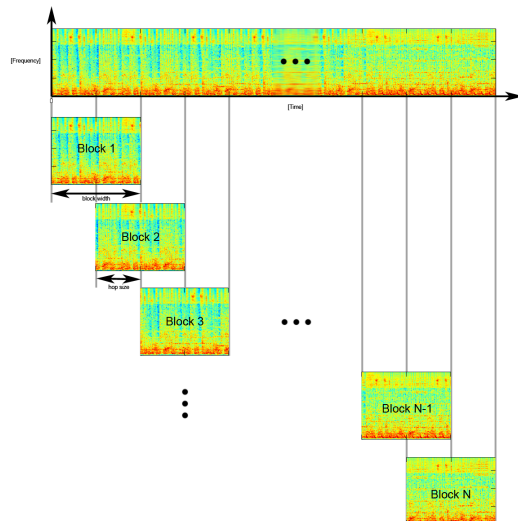 [Frequency]
[Time]
Block 1
block width
Block 2
hop size
Block 3
Block N-1
Block N